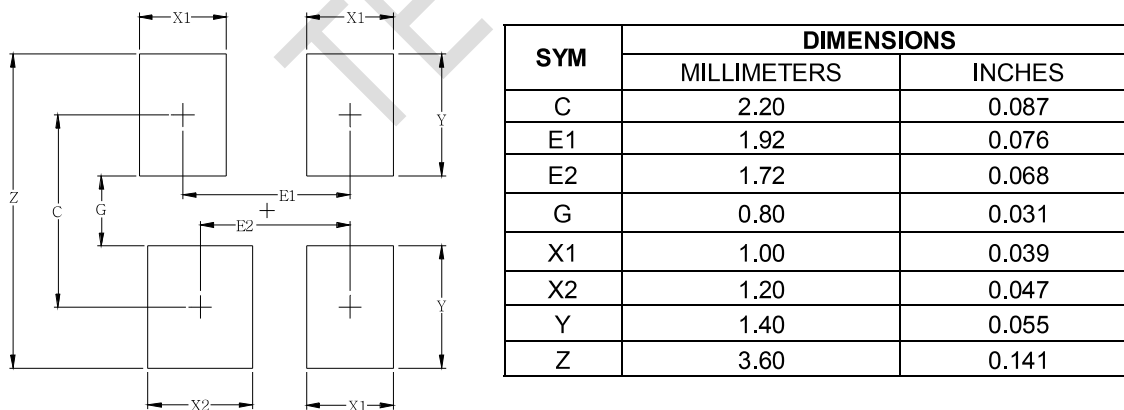 X1 X1
Z C G Y
E1
E2
Y
X2 X1
SYM DIMENSIONS
MILLIMETERS INCHES
C 2.20 0.087
E1 1.92 0.076
E2 1.72 0.068
G 0.80 0.031
X1 1.00 0.039
X2 1.20 0.047
Y 1.40 0.055
Z 3.60 0.141